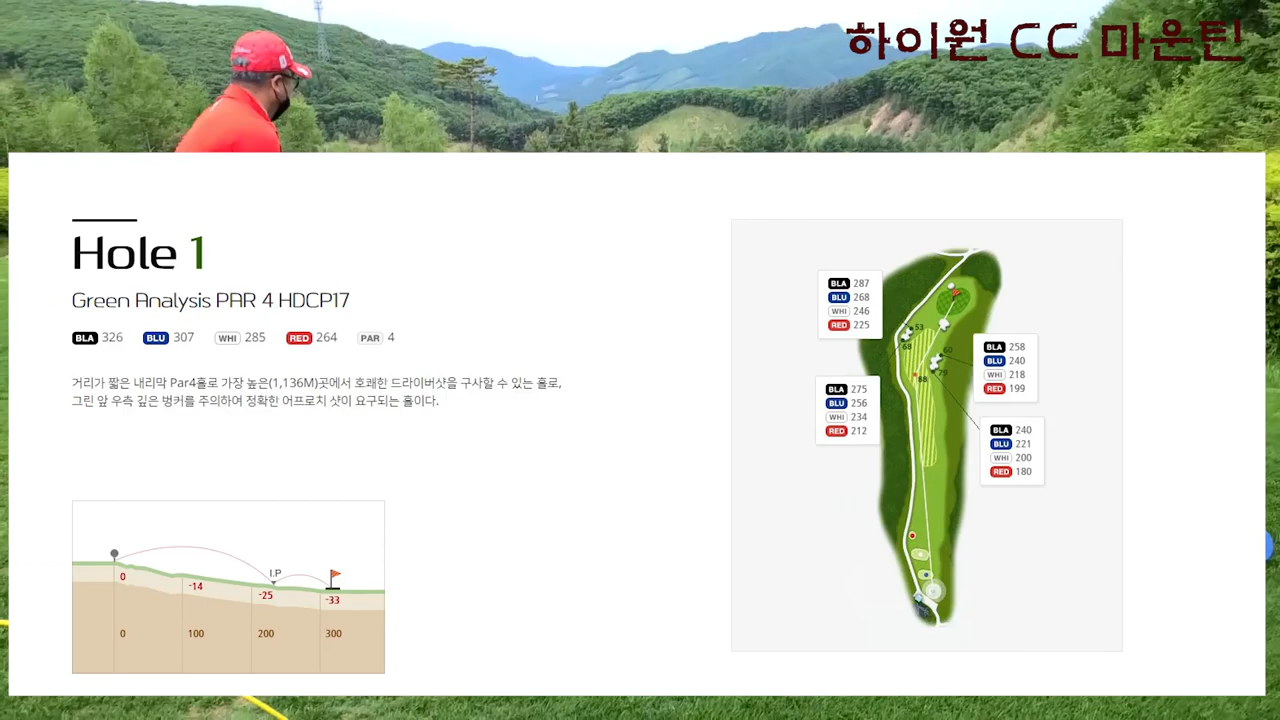 하이원 CC 마운틴
Hole 1
Green Analysis PAR 4 HDCP17
BLA 326 BLU 307 WHI 285 RED 264 PAR 4
거리가 짧은 내리막 Par4홀로 가장 높은(1,137M)곳에서 호쾌한 드라이버샷을 구사할 수 있는 홀로,
그린 앞 우측 깊은 벙커를 주의하여 정확한 어프로치 샷이 요구되는 홀이다.
I.P
0
-14
-25
-33
0 100 200 300
BLA 287
BLU 268
WHI 246
RED 225
BLA 275
BLU 256
WHI 234
RED 212
53
68
60
79
88
BLA 258
BLU 240
WHI 218
RED 199
BLA 240
BLU 221
WHI 200
RED 180